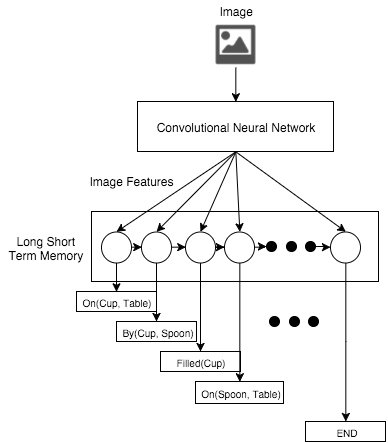 Image
Convolutional Neural Network
Image Features
Long Short
Term Memory
On(Cup, Table)
By(Cup, Spoon)
Filled(Cup)
On(Spoon, Table)
END